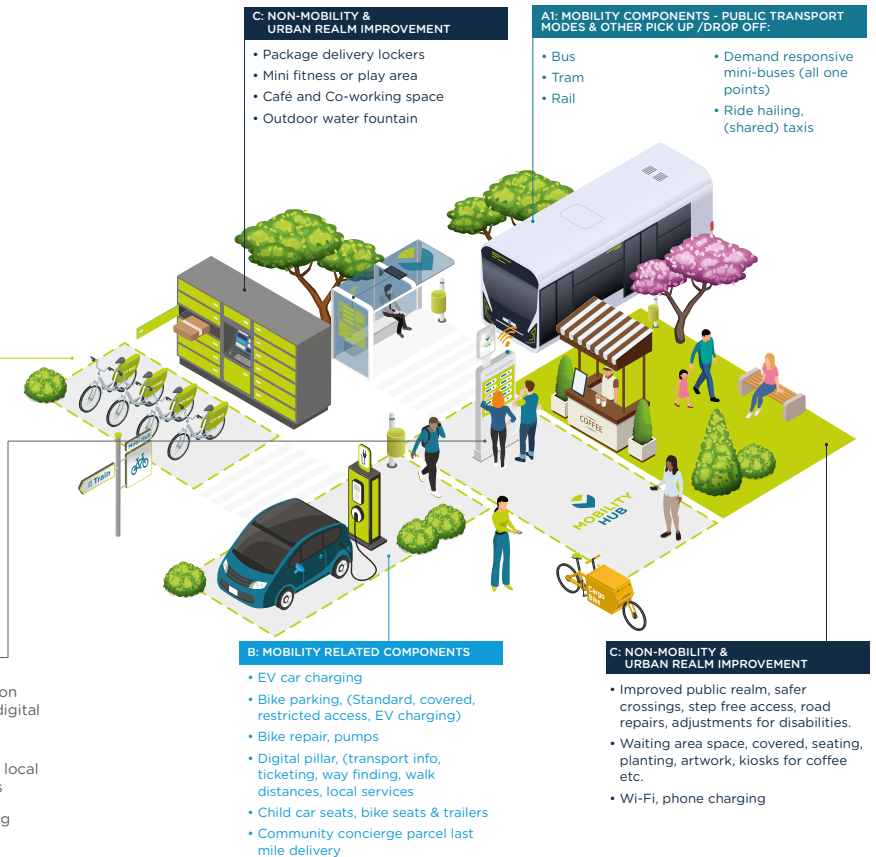 C: NON-MOBILITY &
URBAN REALM IMPROVEMENT
• Package delivery lockers
• Mini fitness or play area
• Café and Co-working space
• Outdoor water fountain
A1: MOBILITY COMPONENTS - PUBLIC TRANSPORT
MODES & OTHER PICK UP /DROP OFF:
• Bus
• Tram
• Rail
• Demand responsive
mini-buses (all one
points)
• Ride hailing,
(shared) taxis
COFFEE
Train
MOBILITY
HUB
Cargo
Bike
on
digital
local
s
g
B: MOBILITY RELATED COMPONENTS
• EV car charging
• Bike parking, (Standard, covered,
restricted access, EV charging)
• Bike repair, pumps
• Digital pillar, (transport info,
ticketing, way finding, walk
distances, local services
• Child car seats, bike seats & trailers
• Community concierge parcel last
mile delivery
C: NON-MOBILITY &
URBAN REALM IMPROVEMENT
• Improved public realm, safer
crossings, step free access, road
repairs, adjustments for disabilities.
• Waiting area space, covered, seating,
planting, artwork, kiosks for coffee
etc.
• Wi-Fi, phone charging